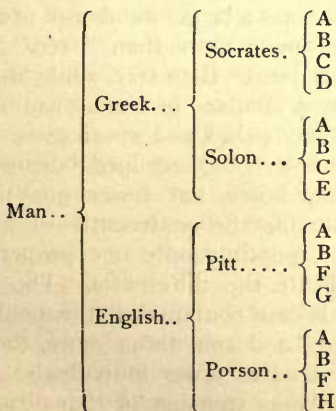 A
B
Socrates. C
D
Greek...
A
B
Solon... C
E
Man..
A
B
Pitt..... F
G
English..
A
B
Porson... F
H